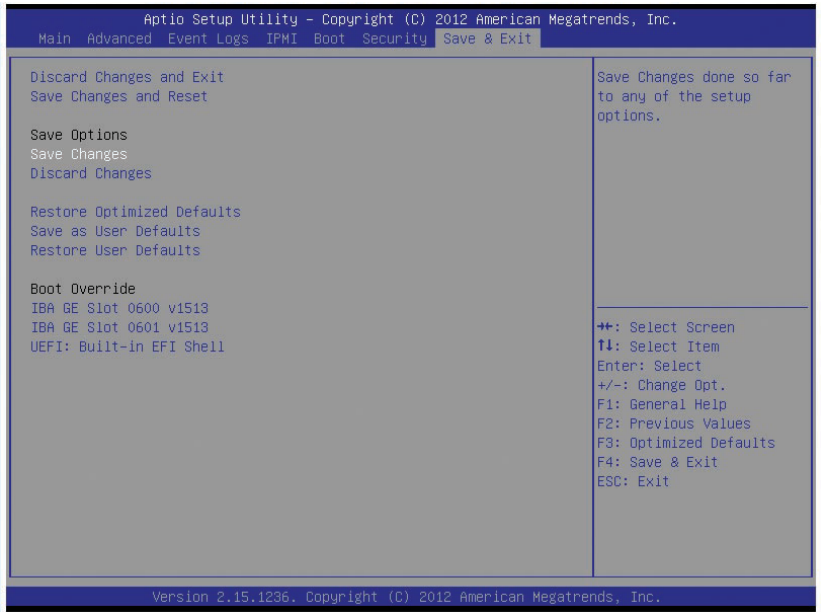 Aptio Setup Utility – Copyright (C) 2012 American Megatrends, Inc.
Main Advanced Event Logs IPMI Boot Security Save & Exit
Discard Changes and Exit
Save Changes and Reset
Save Options
Save Changes
Discard Changes
Restore Optimized Defaults
Save as User Defaults
Restore User Defaults
Boot Override
IBA GE Slot 0600 v1513
IBA GE Slot 0601 v1513
UEFI: Built-in EFI Shell
Save Changes done so far
to any of the setup
options.
→←: Select Screen
↑↓: Select Item
Enter: Select
+/-: Change Opt.
F1: General Help
F2: Previous Values
F3: Optimized Defaults
F4: Save & Exit
ESC: Exit
Version 2.15.1236. Copyright (C) 2012 American Megatrends, Inc.